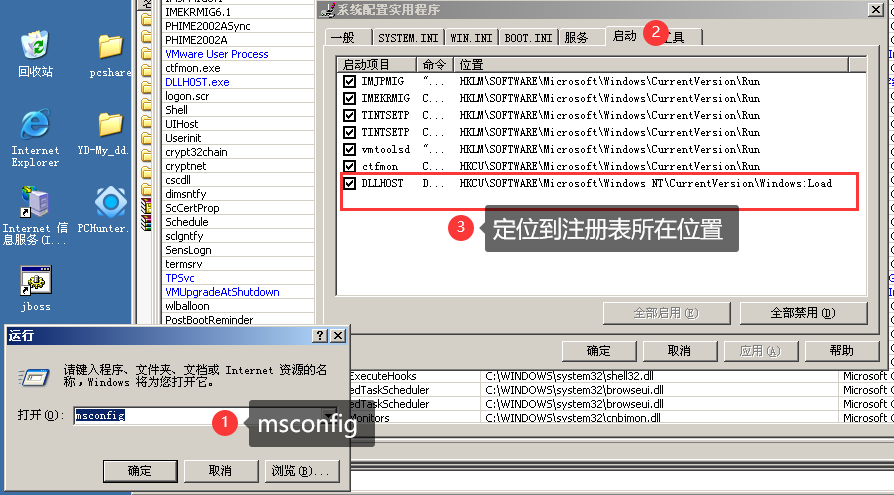 回收站
pcshare
Internet
Explorer
YD-My_dd.
Internet 信
息服务(I...
PCHunter.
jboss
IMEKRMIG6.1
PHIME2002ASync
PHIME2002A
VMware User Process
ctfmon.exe
DLLH0ST.exe
logon.scr
Shell
UIHost
Userinit
crypt32chain
cryptnet
cscdll
dimsntfy
ScCertProp
Schedule
sclgntfy
SensLogn
termsrv
TPSvc
VMUpgradeAtShutdown
wlballoon
PostBootReminder
系统配置实用程序
一般
SYSTEM.INI
WIN.INI
BOOT.INI
服务
启动
2
工具
启动项目 命令 位置
IMJPMIG "... HKLM\SOFTWARE\Microsoft\Windows\CurrentVersion\Run
IMEKRMIG C... HKLM\SOFTWARE\Microsoft\Windows\CurrentVersion\Run
TINTSETP C... HKLM\SOFTWARE\Microsoft\Windows\CurrentVersion\Run
TINTSETP C... HKLM\SOFTWARE\Microsoft\Windows\CurrentVersion\Run
vmtoolsd "... HKLM\SOFTWARE\Microsoft\Windows\CurrentVersion\Run
ctfmon C... HKCU\SOFTWARE\Microsoft\Windows\CurrentVersion\Run
DLLHOST D... HKCU\SOFTWARE\Microsoft\Windows NT\CurrentVersion\Windows:Load
3 定位到注册表所在位置
全部启用(E) 全部禁用(D)
确定 取消 应用(A) 帮助
运行
请键入程序、文件夹、文档或 Internet 资源的名
称，Windows 将为您打开它。
打开(O): msconfig
1 msconfig
确定 取消 浏览(B)...
ExecuteHooks C:\WINDOWS\system32\shell32.dll Microsoft C
edTaskScheduler C:\WINDOWS\system32\browseui.dll Microsoft C
edTaskScheduler C:\WINDOWS\system32\browseui.dll Microsoft C
Monitors C:\WINDOWS\system32\cnbimon.dll Microsoft C